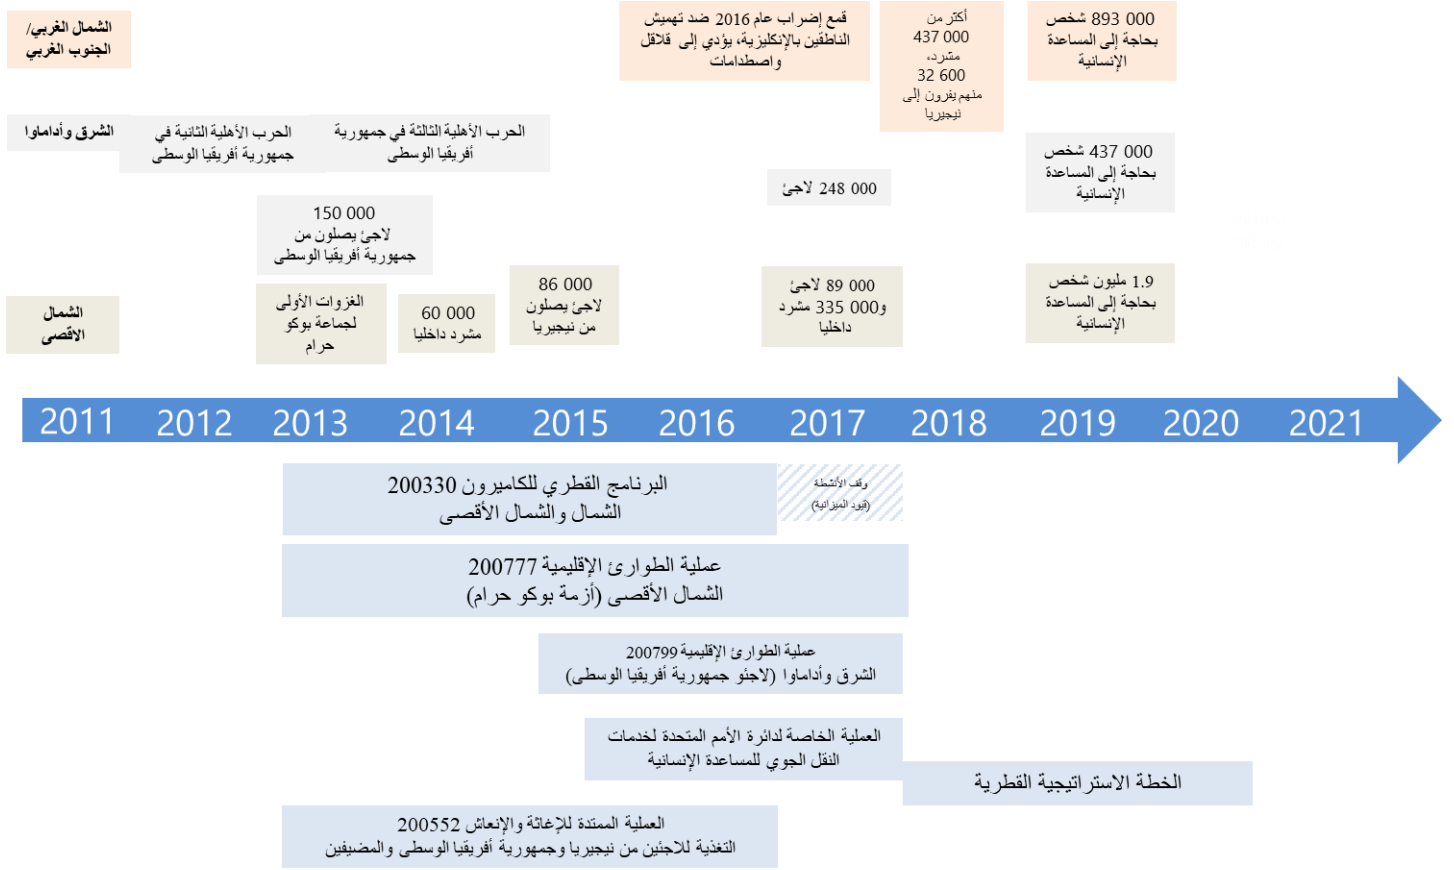 الشمال الغربي/
الجنوب الغربي
قمع إضراب عام 2016 ضد تهميش
الناطقين بالإنكليزية، يؤدي إلى قلاقل
واصطدامات
أكثر من
437 000
مشرد،
32 600
منهم يفرون إلى
نيجيريا
893 000 شخص
بحاجة إلى المساعدة
الإنسانية
الشرق وأداماوا
الحرب الأهلية الثانية في
جمهورية أفريقيا الوسطى
الحرب الأهلية الثالثة في جمهورية
أفريقيا الوسطى
248 000 لاجئ
437 000 شخص
بحاجة إلى المساعدة
الإنسانية
150 000
لاجئ يصلون من
جمهورية أفريقيا الوسطى
الشمال
الاقصى
الغزوات الأولى
لجماعة بوكو
حرام
60 000
مشرد داخليا
86 000
لاجئ يصلون
من نيجيريا
89 000 لاجئ
و000 335 مشرد
داخليا
1.9 مليون شخص
بحاجة إلى المساعدة
الإنسانية
2011 2012 2013 2014 2015 2016 2017 2018 2019 2020 2021
البرنامج القطري للكاميرون 200330
الشمال والشمال الأقصى
وقف الأنشطة
(قيود الميزانية)
عملية الطوارئ الإقليمية 200777
الشمال الأقصى (أزمة بوكو حرام)
عملية الطوارئ الإقليمية 200799
الشرق وأداماوا (لاجئو جمهورية أفريقيا الوسطى)
العملية الخاصة لدائرة الأمم المتحدة لخدمات
النقل الجوي للمساعدة الإنسانية
الخطة الاستراتيجية القطرية
العملية الممتدة للإغاثة والإنعاش 200552
التغذية للاجئين من نيجيريا وجمهورية أفريقيا الوسطى والمضيفين